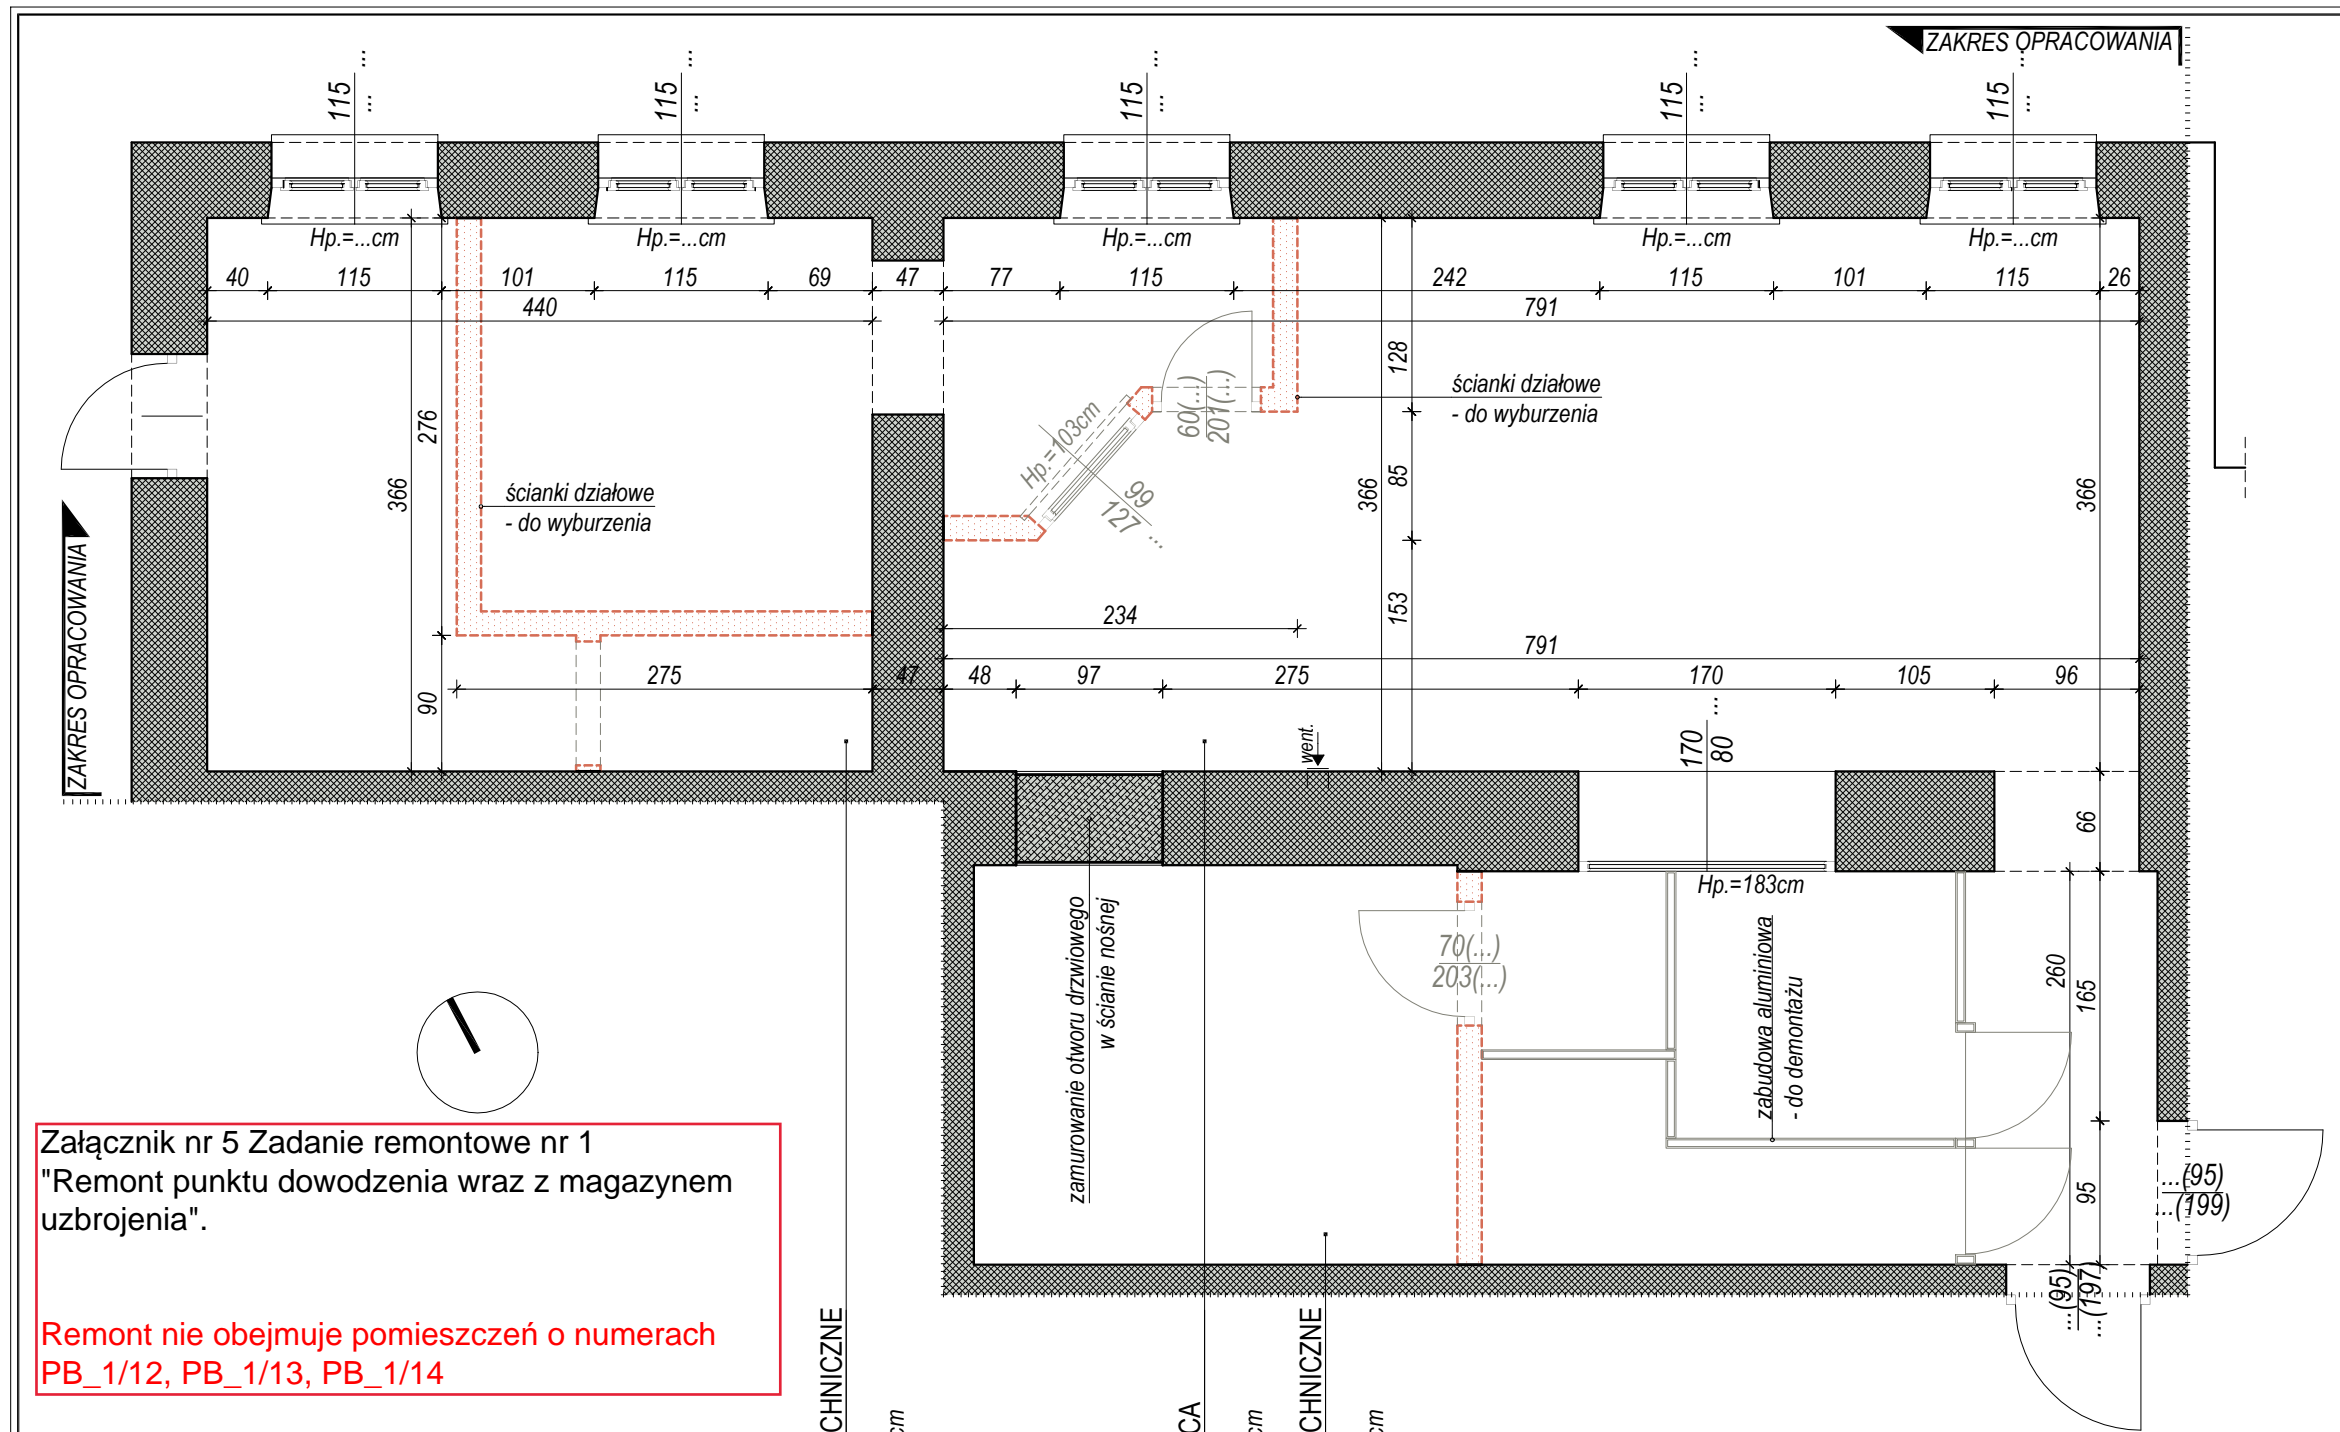 ZAKRES OPRACOWANIA
115 ...
...
115 ...
...
115 ...
...
115 ...
...
115 ...
...
Hp.=...cm
Hp.=...cm
Hp.=...cm
Hp.=...cm
Hp.=...cm
40 115 101 115 69 47 77 115 242 115 101 115 26
440
791
128
60(...)
201(...)
ścianki działowe
- do wyburzenia
Hp.=103cm
99
127 ...
276
366
85
366
366
ścianki działowe
- do wyburzenia
ZAKRES OPRACOWANIA
153
234
791
275 47 48 97 275 170 105 96
90
went.
170 ...
80
66
Hp.=183cm
zamurowanie otworu drzwiowego
w ścianie nośnej
70(...)
203(...)
zabudowa aluminiowa
- do demontażu
260
165
95
...(95)
...(199)
...(95)
...(197)
Załącznik nr 5 Zadanie remontowe nr 1
"Remont punktu dowodzenia wraz z magazynem
uzbrojenia".
Remont nie obejmuje pomieszczeń o numerach
PB_1/12, PB_1/13, PB_1/14
CHNICZNE
cm
CA
cm
CHNICZNE
cm